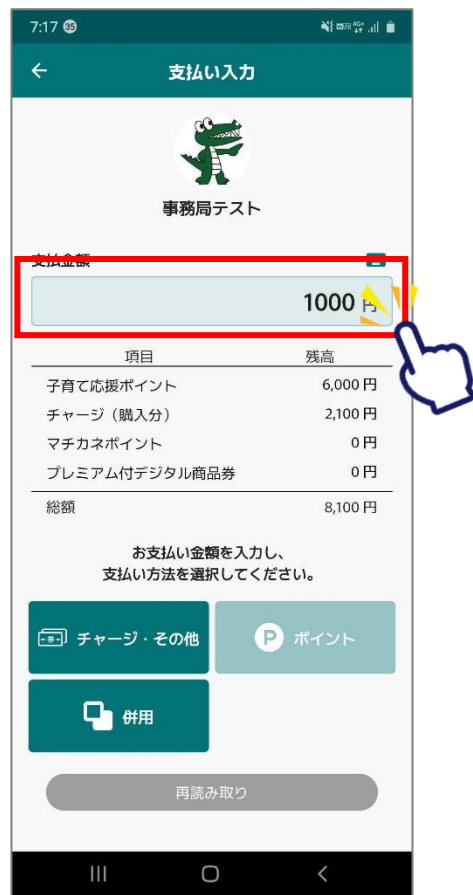 7:17 35
4G+
支払い入力
事務局テスト
支払金額
1000 円
項目 残高
子育て応援ポイント 6,000 円
チャージ（購入分） 2,100 円
マチカネポイント 0 円
プレミアム付デジタル商品券 0 円
総額 8,100 円
お支払い金額を入力し、
支払い方法を選択してください。
チャージ・その他 P ポイント
併用
再読み取り